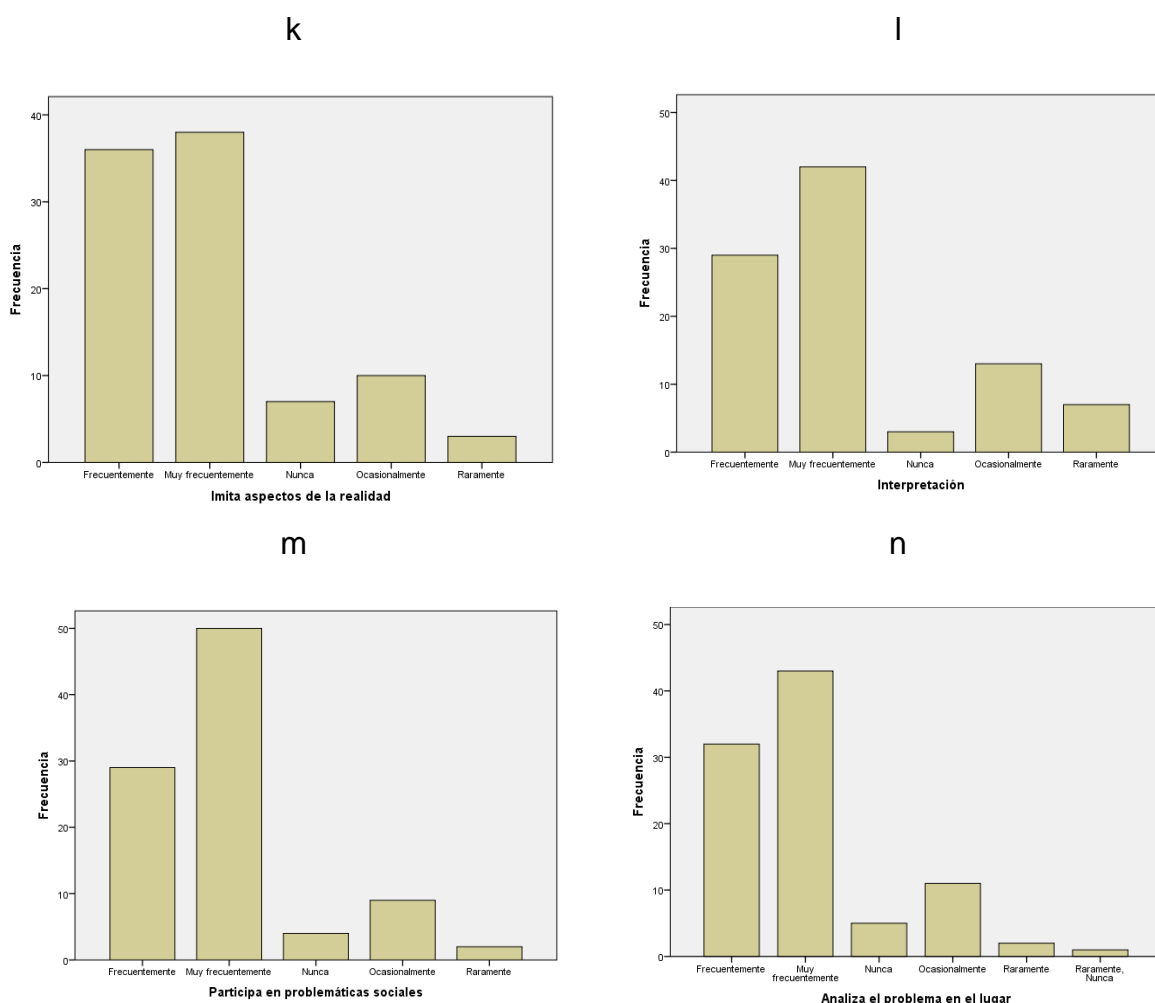 k
40
30
20
10
0
Frecuencia
Frecuentemente Muy frecuentemente Nunca Ocasionalmente Raramente
Imita aspectos de la realidad
l
50
40
30
20
10
0
Frecuencia
Frecuentemente Muy frecuentemente Nunca Ocasionalmente Raramente
Interpretación
m
50
40
30
20
10
0
Frecuencia
Frecuentemente Muy frecuentemente Nunca Ocasionalmente Raramente
Participa en problemáticas sociales
n
50
40
30
20
10
0
Frecuencia
Frecuentemente Muy frecuentemente Nunca Ocasionalmente Raramente Raramente, Nunca
Analiza el problema en el lugar